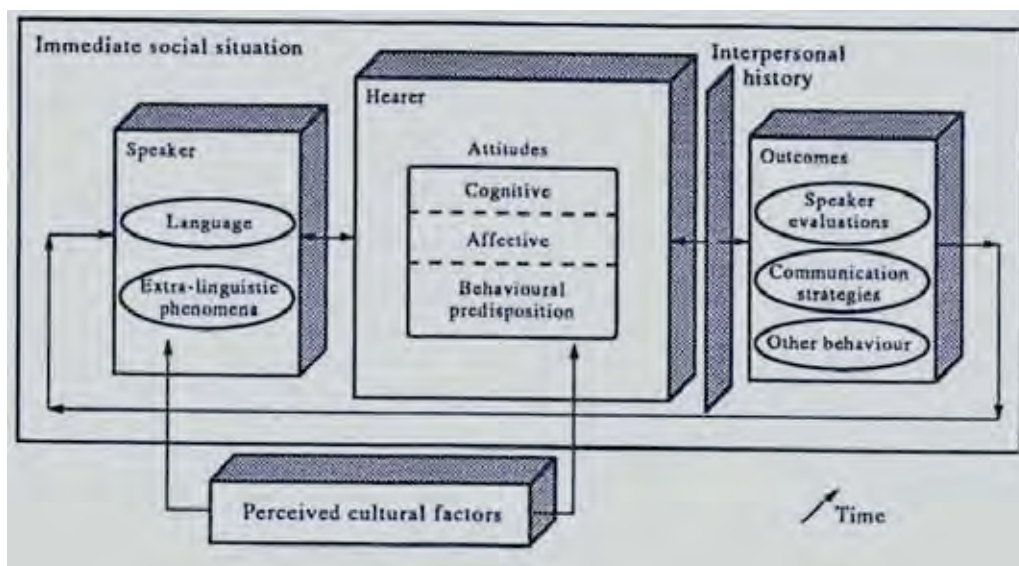 Immediate social situation
Interpersonal
history
Hearer
Speaker
Attitudes
Outcomes
Cognitive
Speaker
evaluations
Language
Affective
Extra-linguistic
phenomena
Behavioural
predisposition
Communication
strategies
Other behaviour
Perceived cultural factors
Time